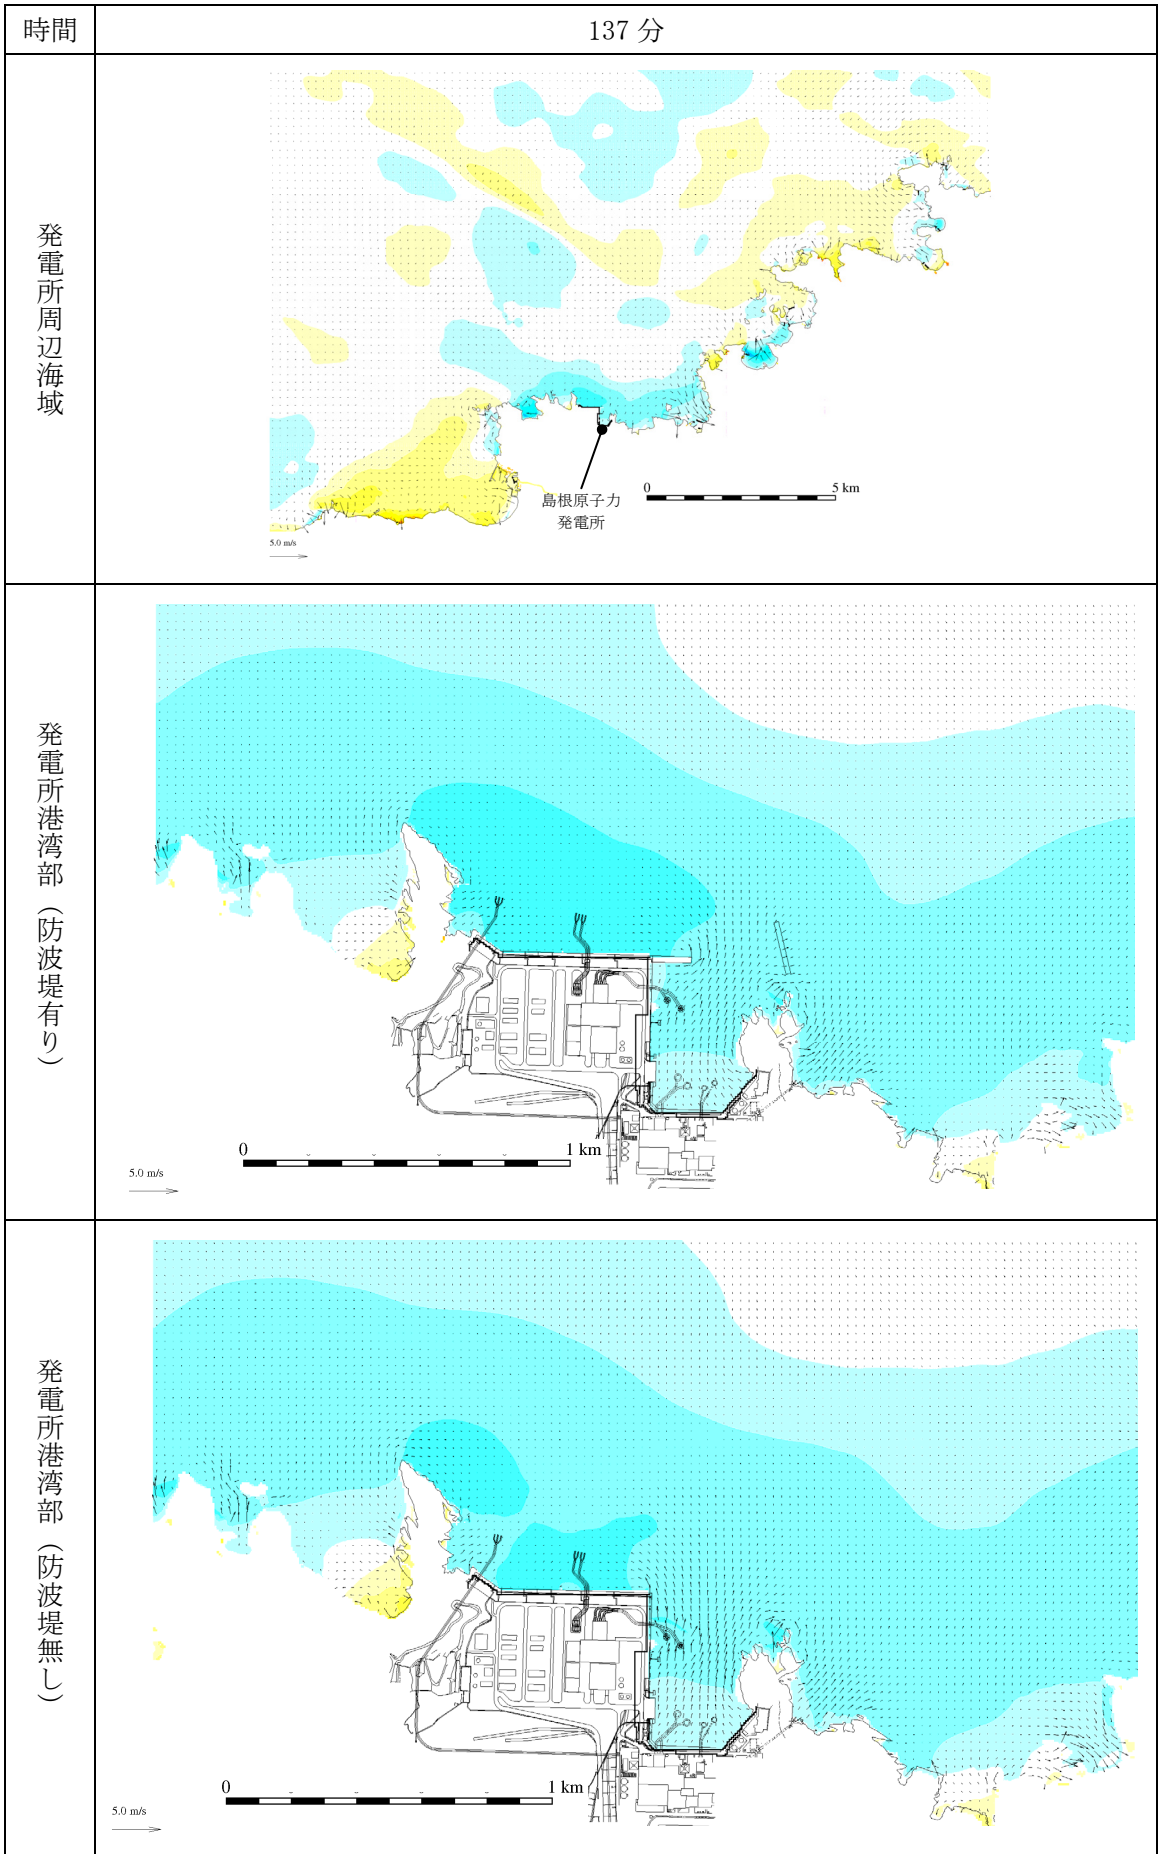 時間
137 分
発電所周辺海域
島根原子力
発電所
0
5 km
5.0 m/s
発電所港湾部（防波堤有り）
0
1 km
5.0 m/s
発電所港湾部（防波堤無し）
0
1 km
5.0 m/s